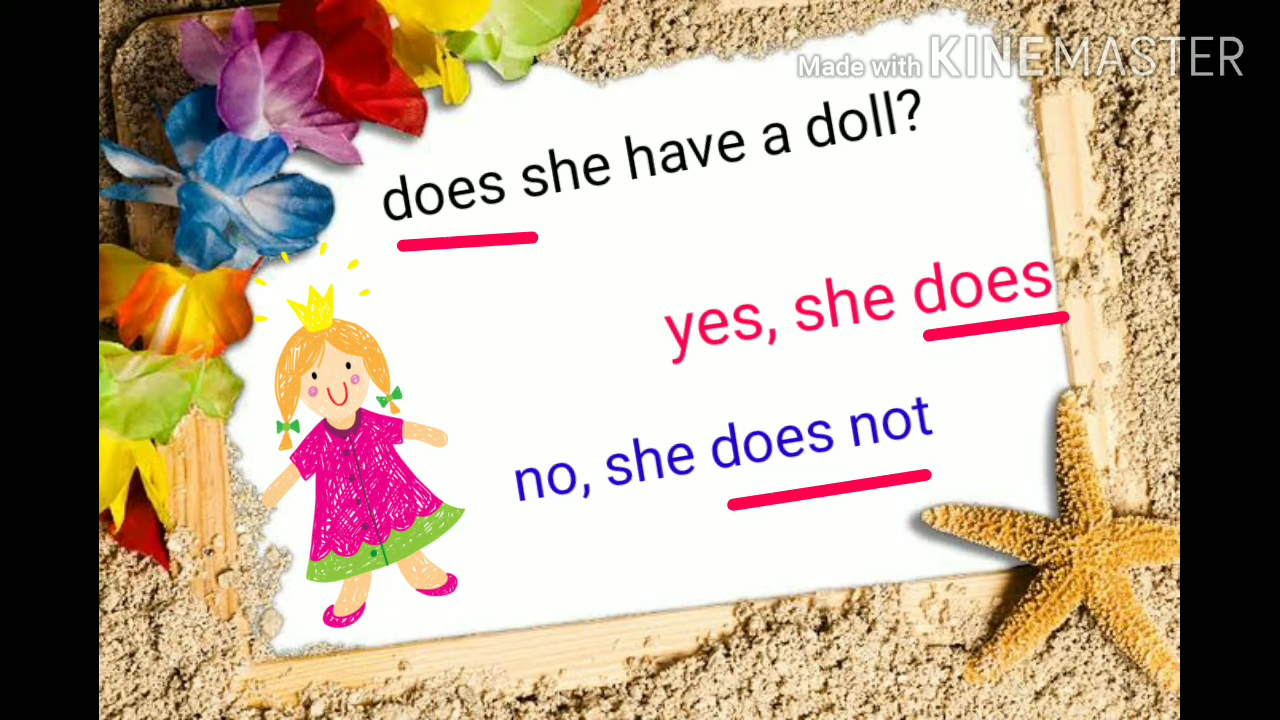 Made with KINEMASTER
does she have a doll?
yes, she does
no, she does not